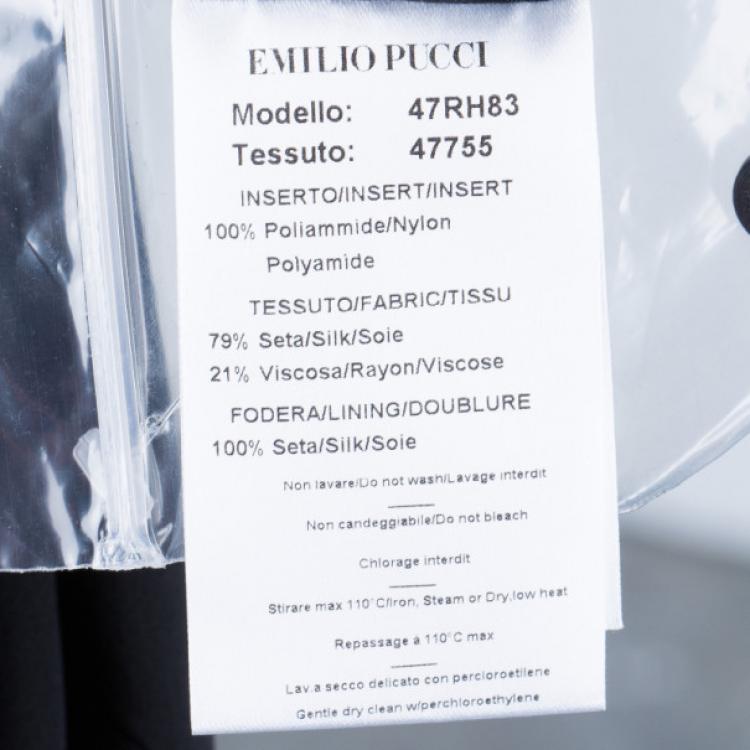 EMILIO PUCCI
Modello: 47RH83
Tessuto: 47755
INSERTO/INSERT/INSERT
100% Poliammide/Nylon
Polyamide
TESSUTO/FABRIC/TISSU
79% Seta/Silk/Soie
21% Viscosa/Rayon/Viscose
FODERA/LINING/DOUBLURE
100% Seta/Silk/Soie
Non lavare/Do not wash/Lavage interdit
Non candeggiabile/Do not bleach
Chlorage interdit
Stirare max 110°C/Iron, Steam or Dry,low heat
Repassage à 110°C max
Lav.a secco delicato con percloroetilene
Gentle dry clean w/perchloroethylene